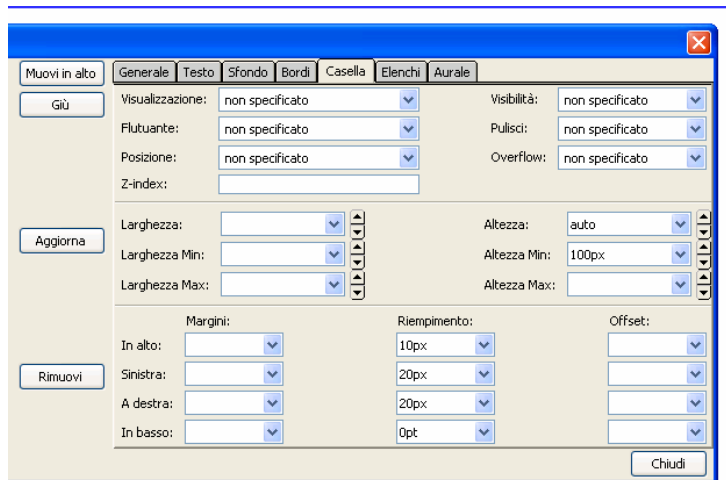 Muovi in alto Generale Testo Sfondo Bordi Casella Elenchi Aurale
Giù Visualizzazione: non specificato Visibilità: non specificato
Flutuante: non specificato Pulisci: non specificato
Posizione: non specificato Overflow: non specificato
Z-index:
Larghezza: Altezza: auto
Aggiorna Larghezza Min: Altezza Min: 100px
Larghezza Max: Altezza Max:
Margini: Riempimento: Offset:
In alto: 10px
Rimuovi Sinistra: 20px
A destra: 20px
In basso: 0pt
Chiudi